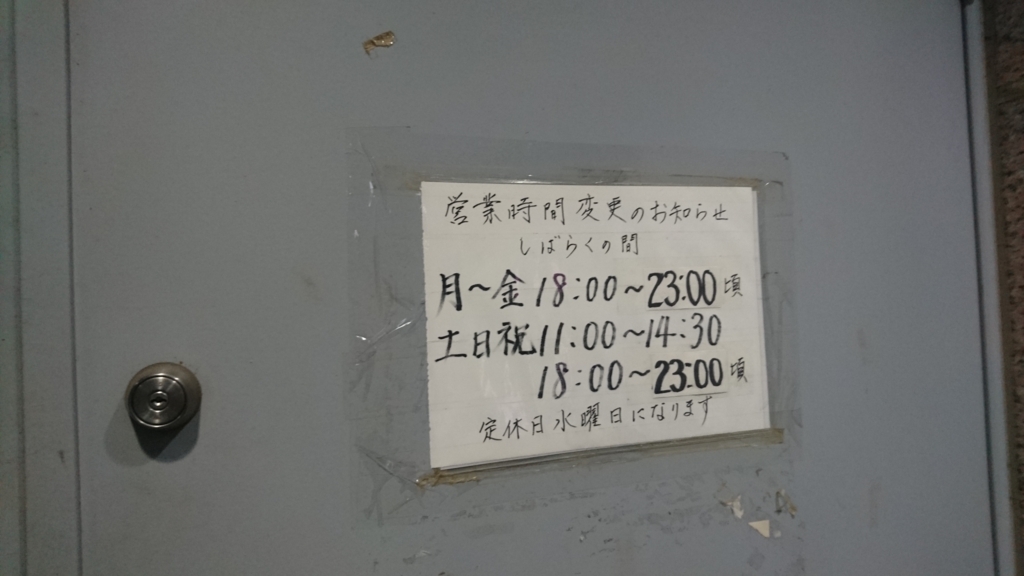 営業時間変更のお知らせ
しばらくの間
月～金 18:00～23:00頃
土日祝 11:00～14:30
18:00～23:00頃
定休日水曜日になります